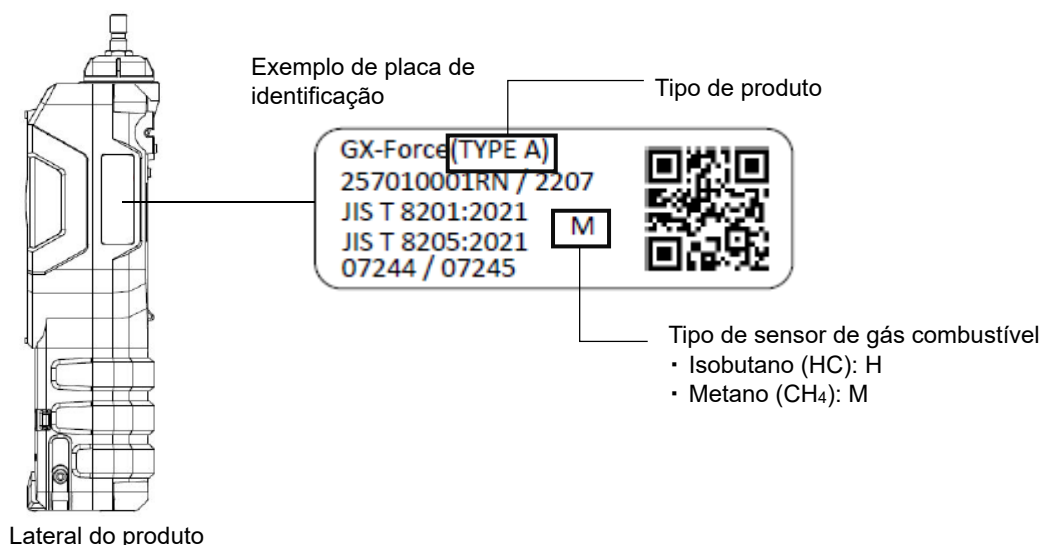 Exemplo de placa de
identificação
Tipo de produto
GX-Force(TYPE A)
257010001RN / 2207
JIS T 8201:2021
M
JIS T 8205:2021
07244 / 07245
Tipo de sensor de gás combustível
・Isobutano (HC): H
・Metano (CH4): M
Lateral do produto